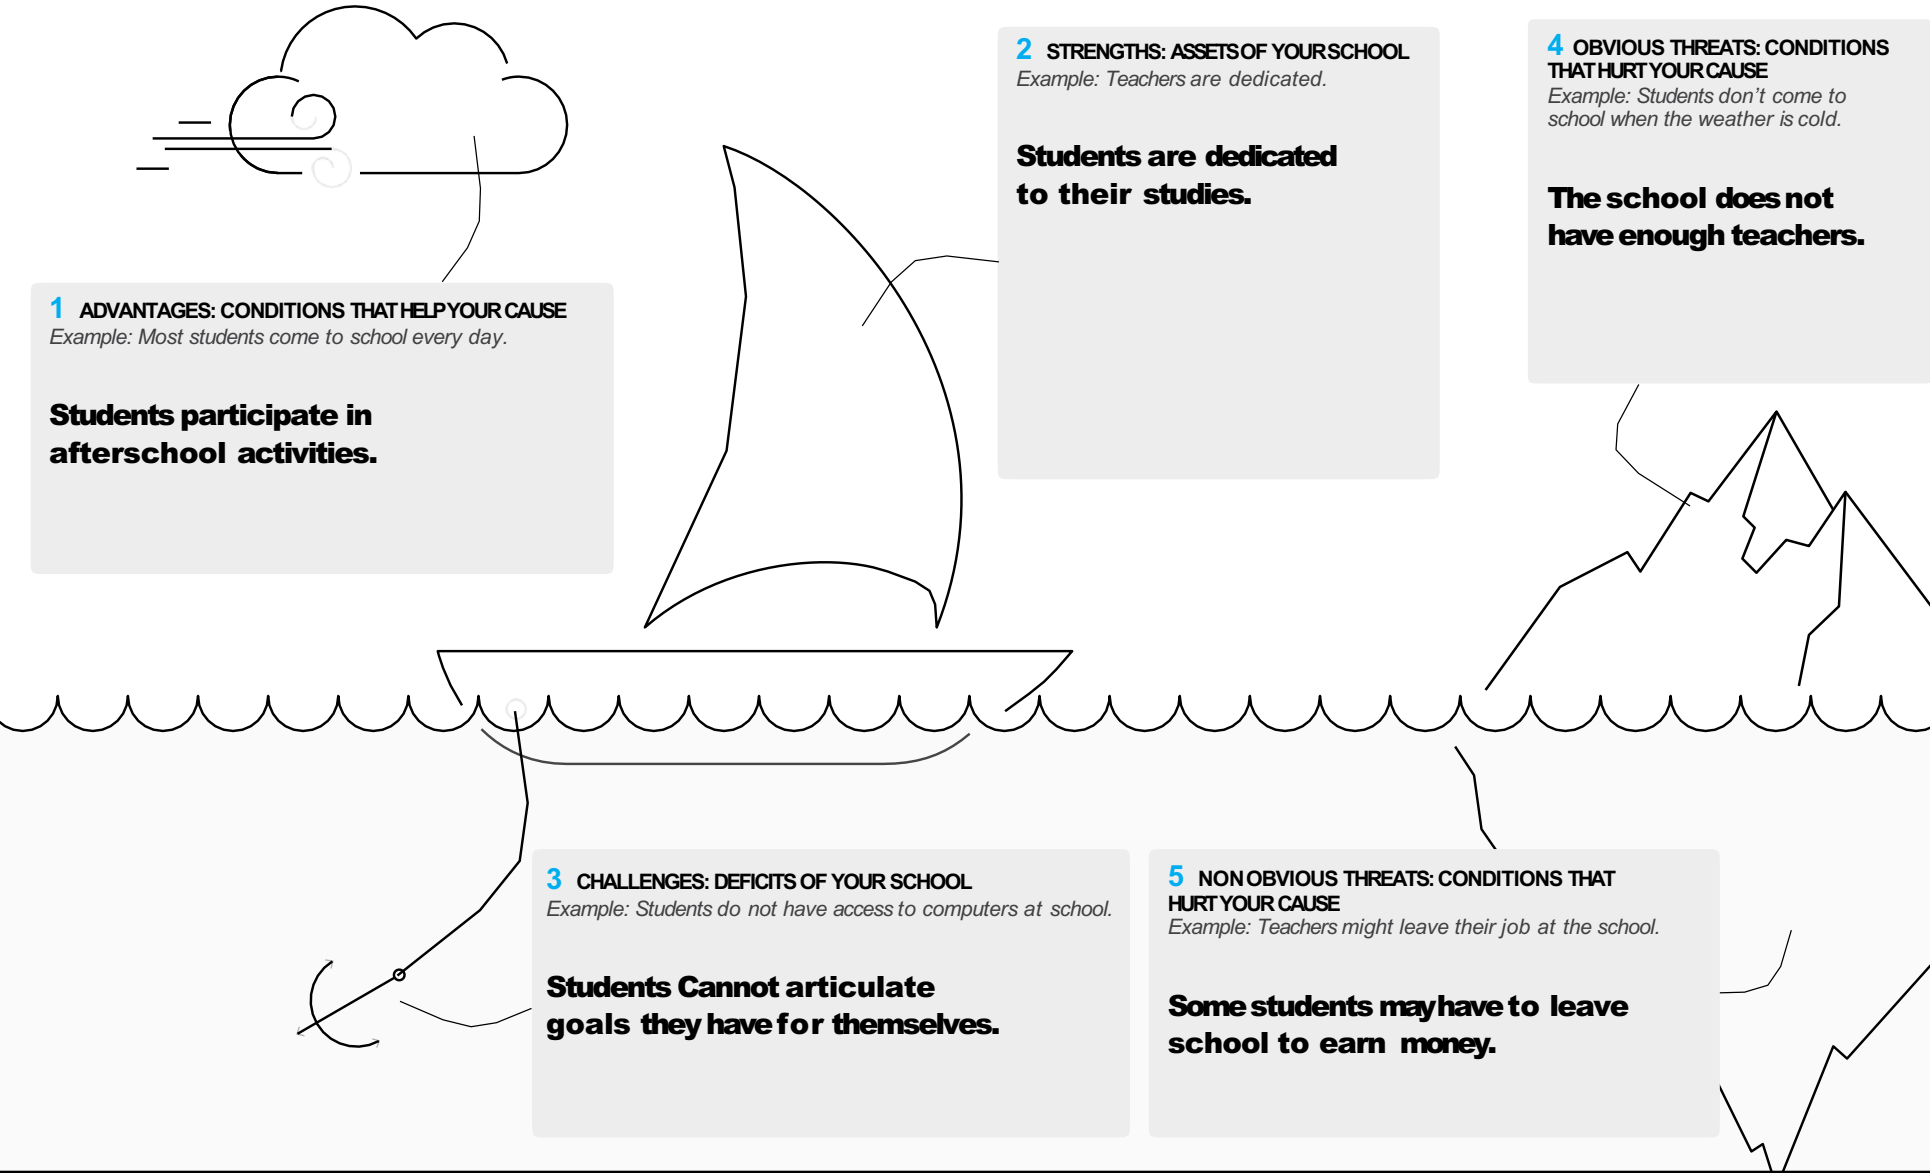 1 ADVANTAGES: CONDITIONS THAT HELP YOUR CAUSE
Example: Most students come to school every day.
Students participate in
afterschool activities.
2 STRENGTHS: ASSETS OF YOUR SCHOOL
Example: Teachers are dedicated.
Students are dedicated
to their studies.
3 CHALLENGES: DEFICITS OF YOUR SCHOOL
Example: Students do not have access to computers at school.
Students Cannot articulate
goals they have for themselves.
4 OBVIOUS THREATS: CONDITIONS
THAT HURT YOUR CAUSE
Example: Students don't come to
school when the weather is cold.
The school does not
have enough teachers.
5 NON OBVIOUS THREATS: CONDITIONS THAT
HURT YOUR CAUSE
Example: Teachers might leave their job at the school.
Some students may have to leave
school to earn money.